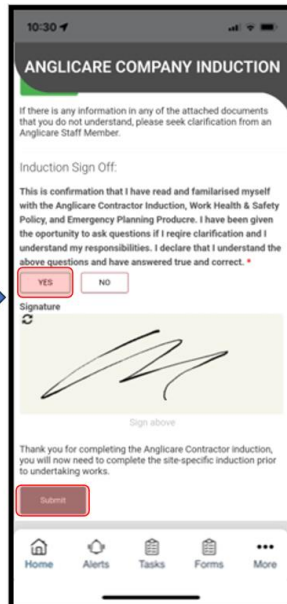 10:30
ANGLICARE COMPANY INDUCTION
If there is any information in any of the attached documents
that you do not understand, please seek clarification from an
Anglicare Staff Member.
Induction Sign Off:
This is confirmation that I have read and familarised myself
with the Anglicare Contractor Induction, Work Health & Safety
Policy, and Emergency Planning Producre. I have been given
the oportunity to ask questions if I reqire clarification and I
understand my responsibilities. I declare that I understand the
above questions and have answered true and correct. *
YES NO
Signature
Sign above
Thank you for completing the Anglicare Contractor induction,
you will now need to complete the site-specific induction prior
to undertaking works.
Submit
Home Alerts Tasks Forms More